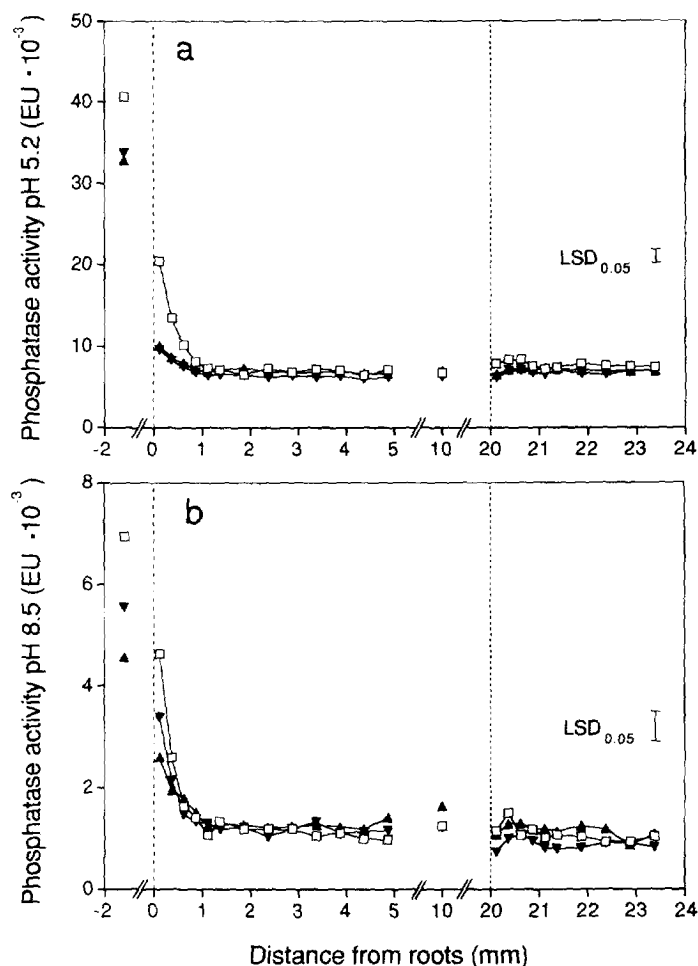 a
Phosphatase activity pH 5.2 (EU · 10⁻³)
50
40
30
20
10
0
LSD0.05
-2 0 1 2 3 4 5 10 20 21 22 23 24
b
Phosphatase activity pH 8.5 (EU · 10⁻³)
8
6
4
2
0
LSD0.05
-2 0 1 2 3 4 5 10 20 21 22 23 24
Distance from roots (mm)